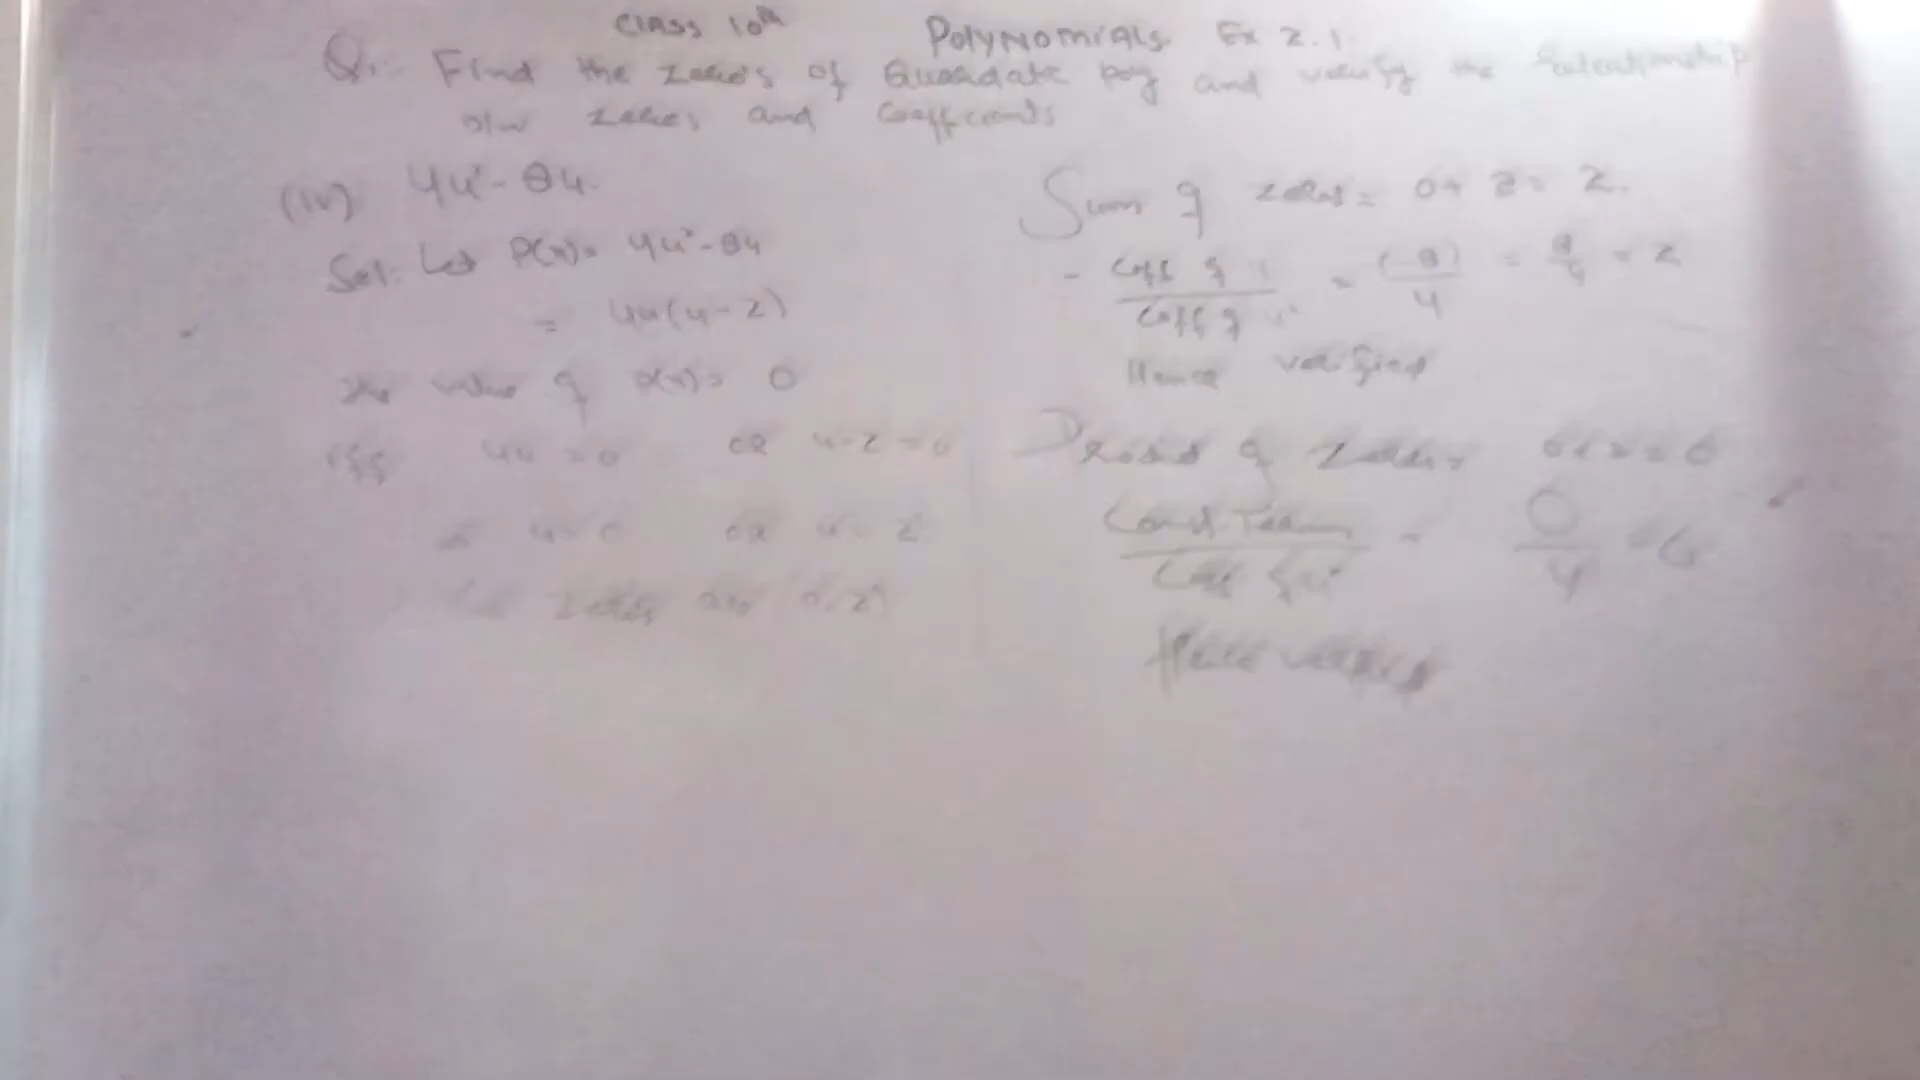 Class 10th Polynomials Ex 2.1
Q1:- Find the zeroes of Quadratic poly and verify the relationship
b/w zeroes and coefficients
(iv) 4u²-8u.
Sol:- Let P(u)= 4u²-8u
= 4u(u-2)
The value of P(u)= 0
iff 4u=0 or u-2=0
u=0 or u=2
zeroes are 0,2
Sum of zeroes= 0+2=2.
- Coff of / Coff of = (-8)/4 = 8/4 = 2
Hence verified
Product of zeroes= 0x2=0
Const. Term / Coff of u² = 0/4 =0
Hence verified